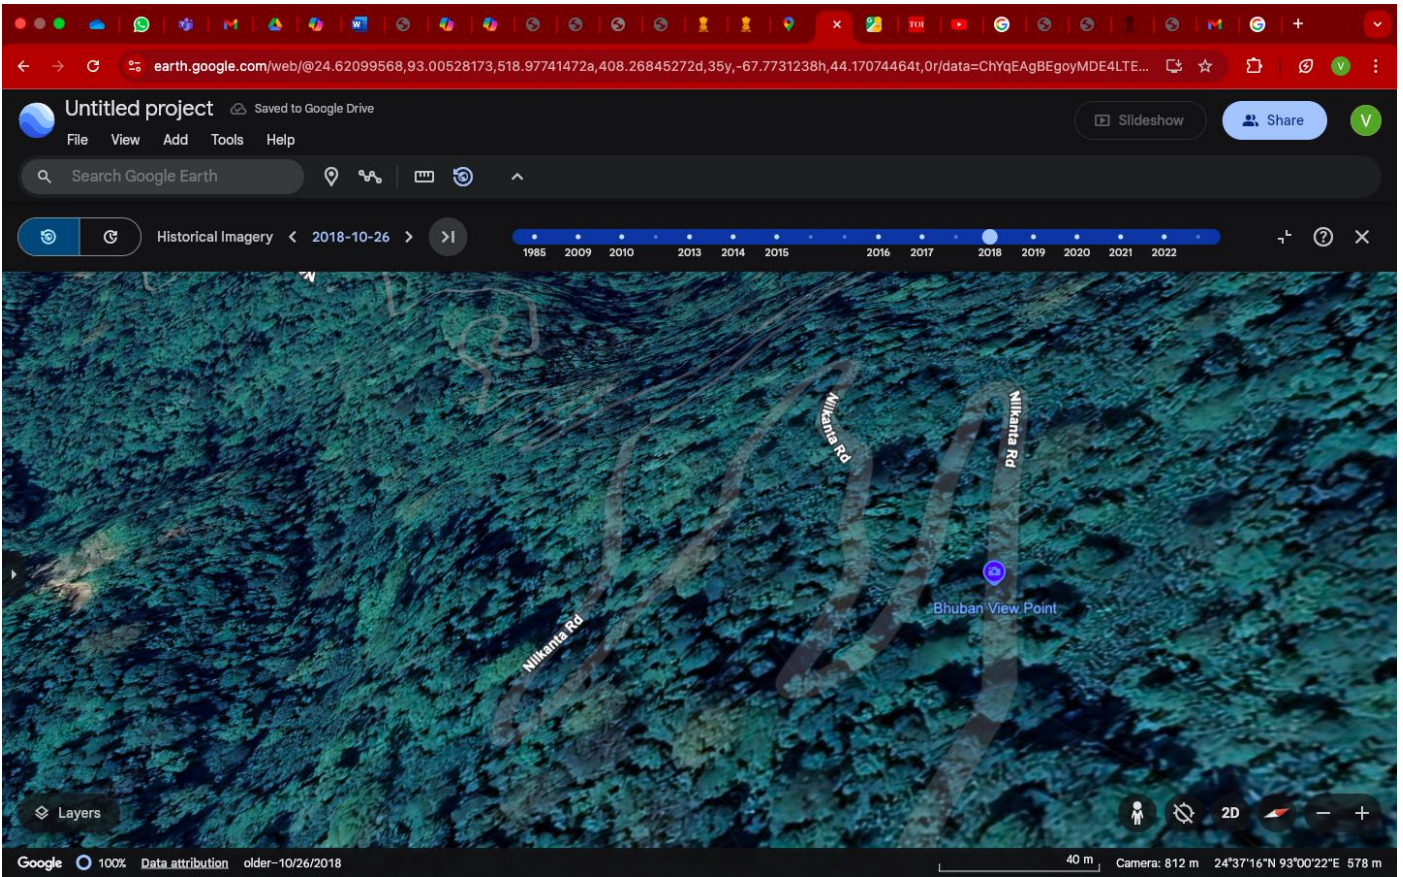 TOI
earth.google.com/web/@24.62099568,93.00528173,518.97741472a,408.26845272d,35y,-67.7731238h,44.17074464t,0r/data=ChYqEAgBEgoyMDE4LTE...
V
Untitled project Saved to Google Drive
File View Add Tools Help
Slideshow
Share
V
Search Google Earth
Historical Imagery 2018-10-26
1985 2009 2010 2013 2014 2015 2016 2017 2018 2019 2020 2021 2022
Nilkanta Rd
Nilkanta Rd
Bhuban View Point
Nilkanta Rd
Layers
2D
Google 100% Data attribution older–10/26/2018
40 m
Camera: 812 m 24°37'16"N 93°00'22"E 578 m